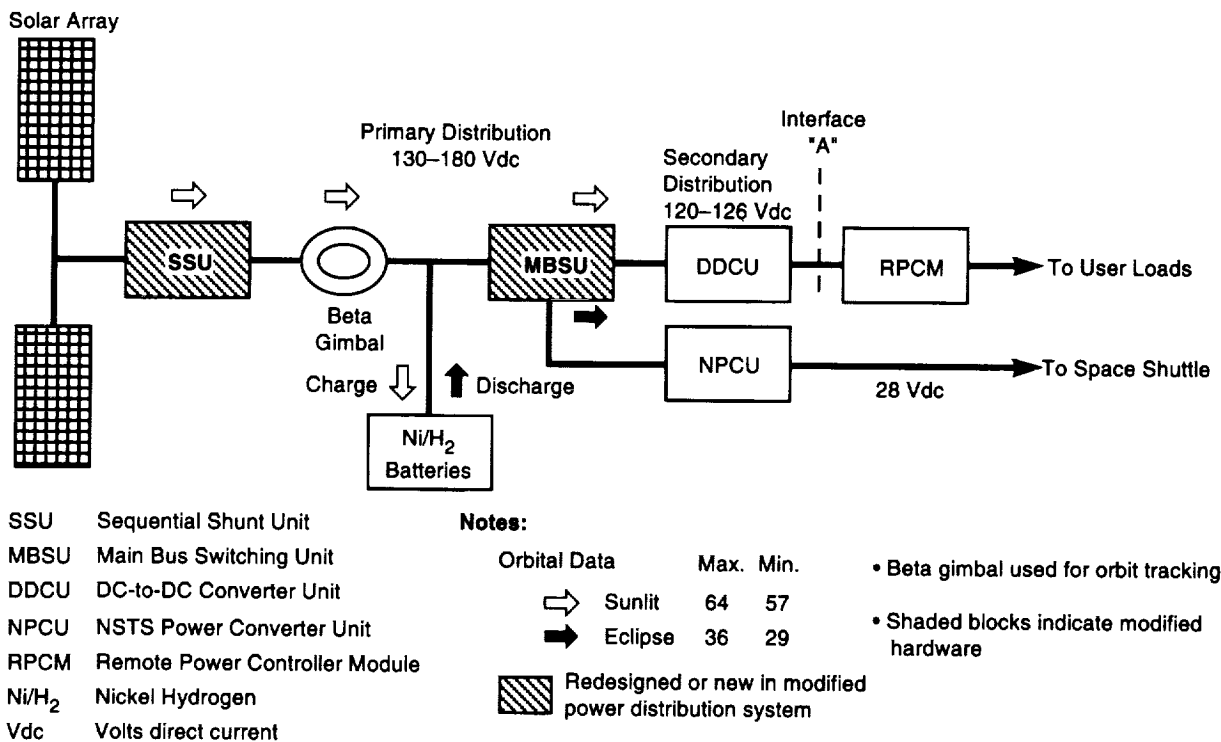 Solar Array
Primary Distribution
130–180 Vdc
Interface
"A"
Secondary
Distribution
120–126 Vdc
SSU
MBSU
DDCU
RPCM
To User Loads
Beta
Gimbal
Charge
Discharge
NPCU
28 Vdc
To Space Shuttle
Ni/H2
Batteries
SSU Sequential Shunt Unit
MBSU Main Bus Switching Unit
DDCU DC-to-DC Converter Unit
NPCU NSTS Power Converter Unit
RPCM Remote Power Controller Module
Ni/H2 Nickel Hydrogen
Vdc Volts direct current
Notes:
Orbital Data Max. Min.
Sunlit 64 57
Eclipse 36 29
Redesigned or new in modified
power distribution system
• Beta gimbal used for orbit tracking
• Shaded blocks indicate modified
hardware